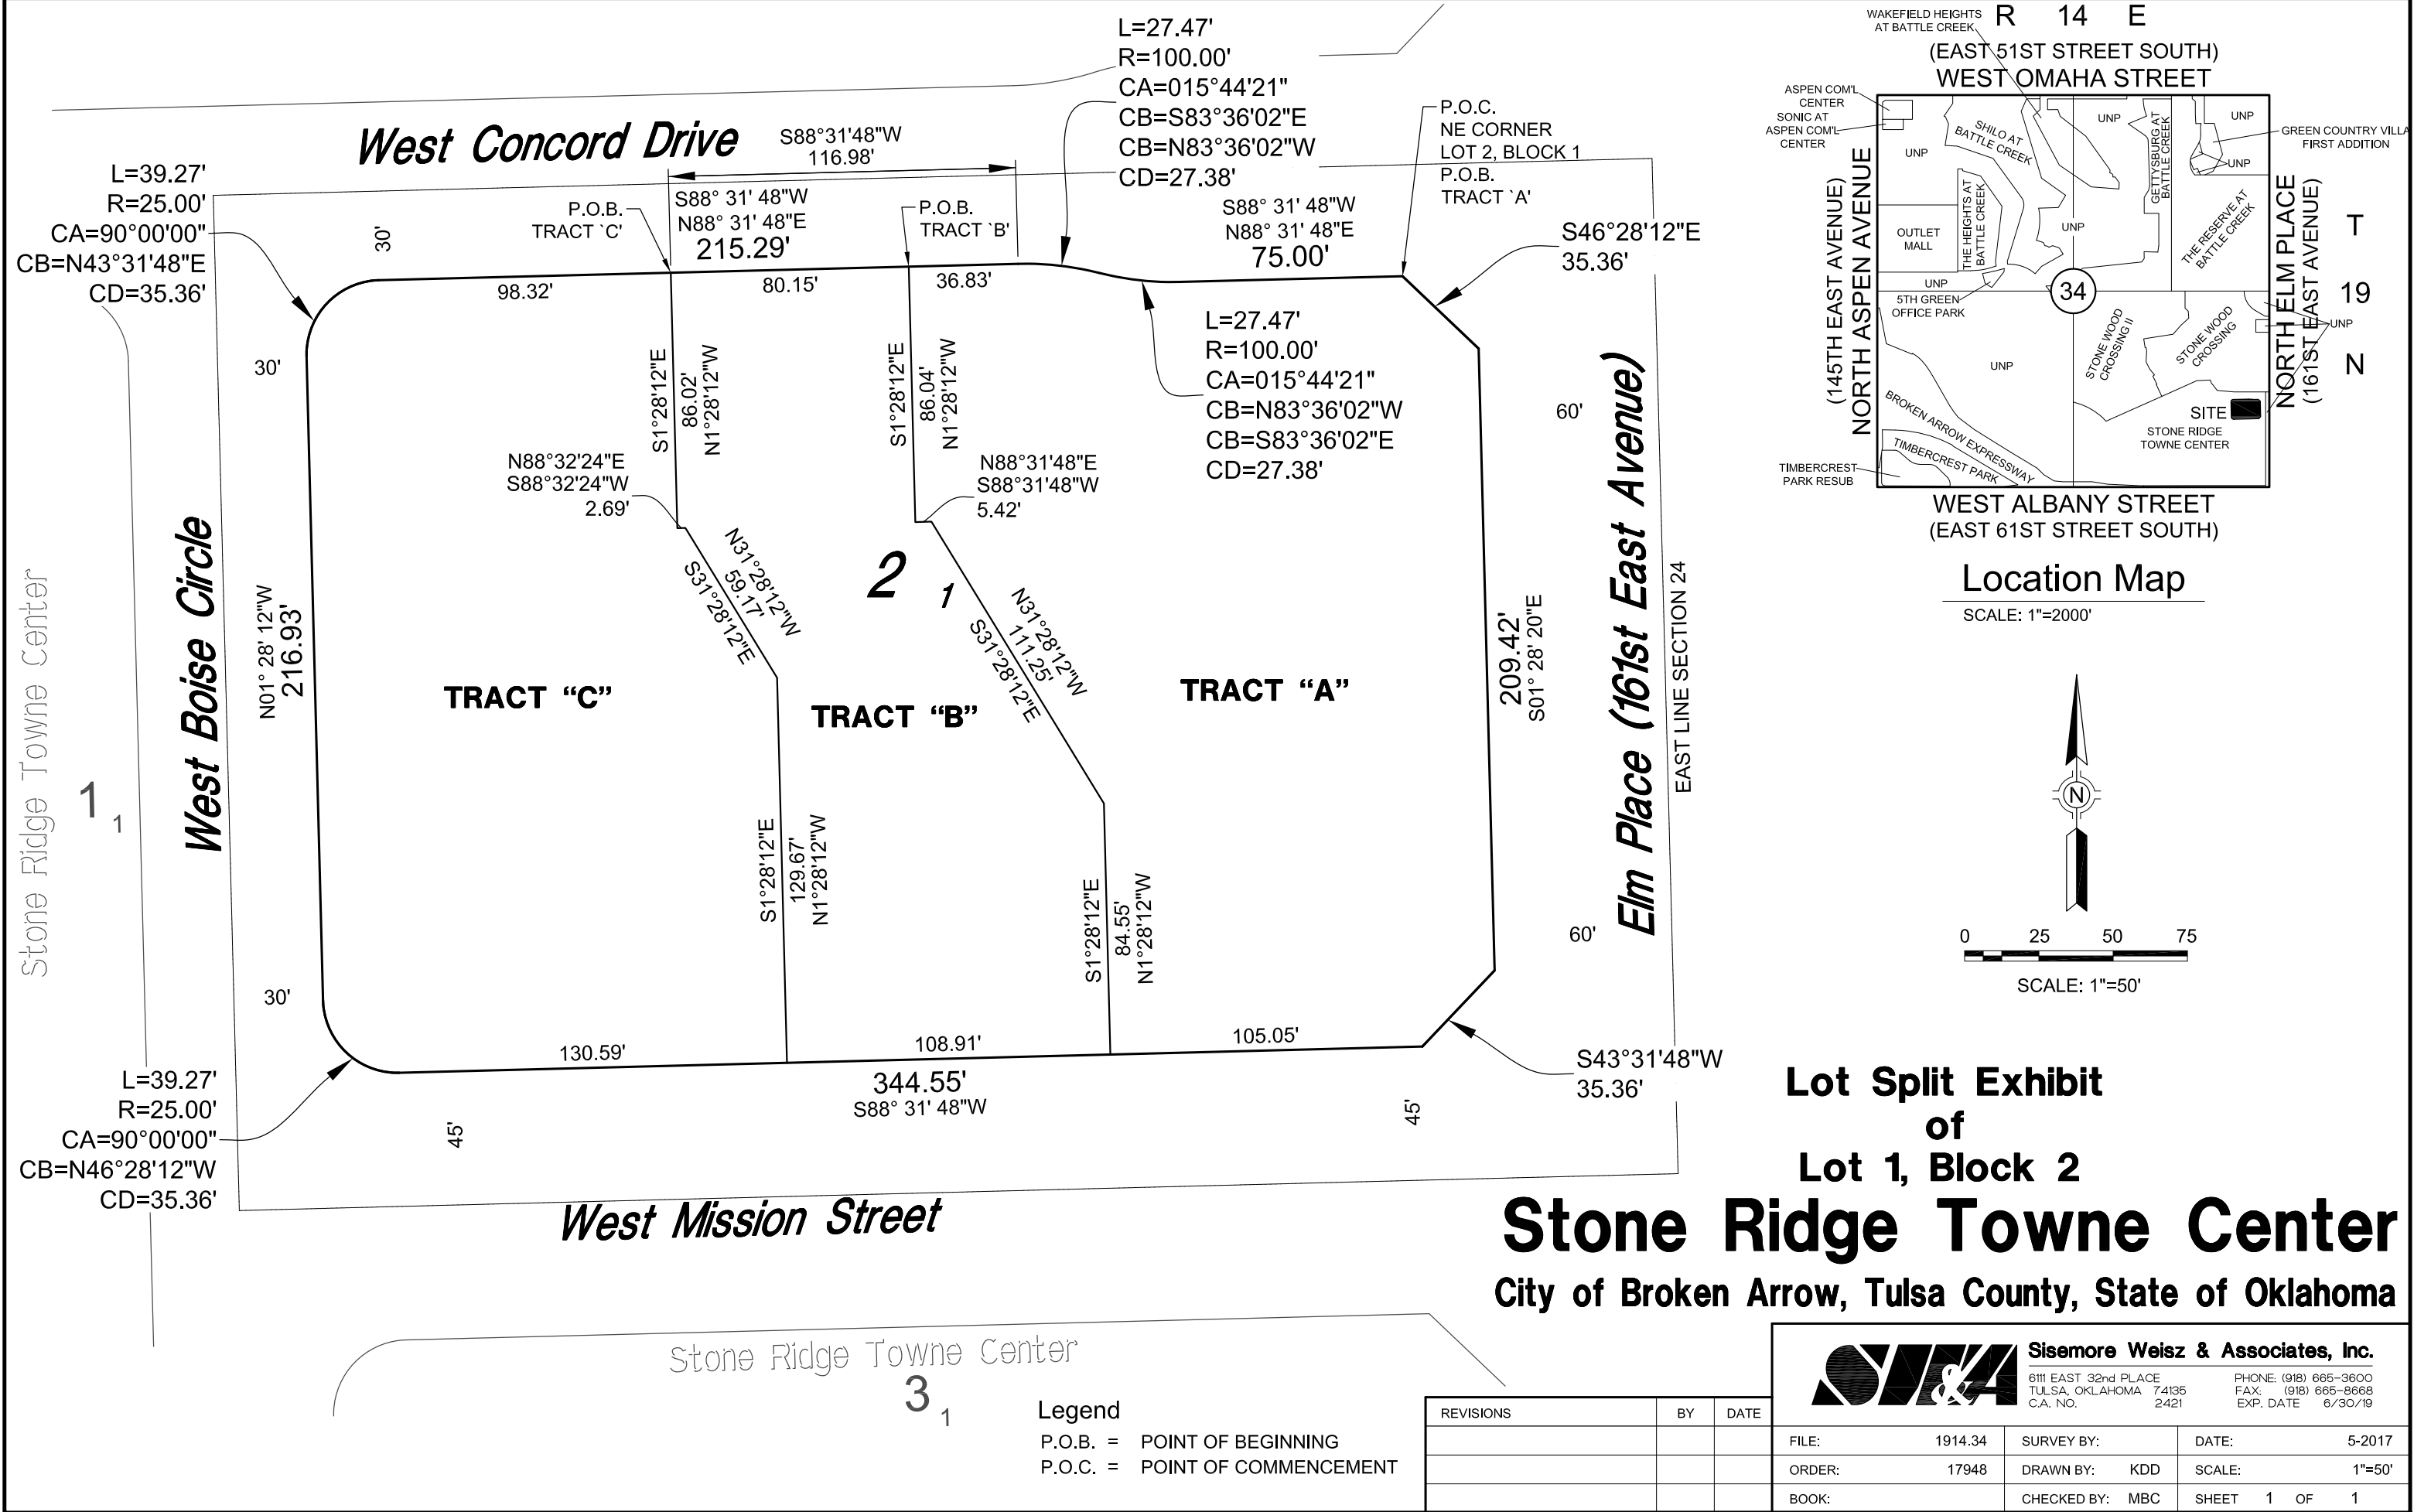 L=27.47'
R=100.00'
CA=015°44'21"
CB=S83°36'02"E
CB=N83°36'02"W
CD=27.38'
West Concord Drive
S88°31'48"W
116.98'
P.O.C.
NE CORNER
LOT 2, BLOCK 1
P.O.B.
TRACT `A'
L=39.27'
R=25.00'
CA=90°00'00"
CB=N43°31'48"E
CD=35.36'
30'
P.O.B.
TRACT `C'
S88° 31' 48"W
N88° 31' 48"E
215.29'
P.O.B.
TRACT `B'
S88° 31' 48"W
N88° 31' 48"E
75.00'
S46°28'12"E
35.36'
98.32'
80.15'
36.83'
L=27.47'
R=100.00'
CA=015°44'21"
CB=N83°36'02"W
CB=S83°36'02"E
CD=27.38'
30'
S1°28'12"E
86.02'
N1°28'12"W
S1°28'12"E
86.04'
N1°28'12"W
60'
N88°32'24"E
S88°32'24"W
2.69'
N88°31'48"E
S88°31'48"W
5.42'
N31°28'12"W
59.17'
S31°28'12"E
2
1
N31°28'12"W
111.25'
S31°28'12"E
Stone Ridge Towne Center
1
1
West Boise Circle
N01° 28' 12"W
216.93'
TRACT “C”
TRACT “B”
TRACT “A”
209.42'
S01° 28' 20"E
Elm Place (161st East Avenue)
EAST LINE SECTION 24
S1°28'12"E
129.67'
N1°28'12"W
S1°28'12"E
84.55'
N1°28'12"W
60'
30'
130.59'
108.91'
105.05'
344.55'
S88° 31' 48"W
S43°31'48"W
35.36'
L=39.27'
R=25.00'
CA=90°00'00"
CB=N46°28'12"W
CD=35.36'
45'
45'
West Mission Street
Stone Ridge Towne Center
3
1
Legend
P.O.B. = POINT OF BEGINNING
P.O.C. = POINT OF COMMENCEMENT
WAKEFIELD HEIGHTS
AT BATTLE CREEK
R 14 E
(EAST 51ST STREET SOUTH)
WEST OMAHA STREET
ASPEN COM'L
CENTER
SONIC AT
ASPEN COM'L
CENTER
UNP
SHILO AT
BATTLE CREEK
UNP
GETTYSBURG AT
BATTLE CREEK
UNP
UNP
GREEN COUNTRY VILLA
FIRST ADDITION
(145TH EAST AVENUE)
NORTH ASPEN AVENUE
OUTLET
MALL
THE HEIGHTS AT
BATTLE CREEK
UNP
THE RESERVE AT
BATTLE CREEK
NORTH ELM PLACE
(161ST EAST AVENUE)
T
19
N
UNP
5TH GREEN
OFFICE PARK
34
UNP
STONE WOOD
CROSSING II
STONE WOOD
CROSSING
UNP
BROKEN ARROW EXPRESSWAY
SITE
STONE RIDGE
TOWNE CENTER
TIMBERCREST PARK
TIMBERCREST
PARK RESUB
WEST ALBANY STREET
(EAST 61ST STREET SOUTH)
Location Map
SCALE: 1"=2000'
N
0 25 50 75
SCALE: 1"=50'
Lot Split Exhibit
of
Lot 1, Block 2
Stone Ridge Towne Center
City of Broken Arrow, Tulsa County, State of Oklahoma
REVISIONS BY DATE
SW&A
Sisemore Weisz & Associates, Inc.
6111 EAST 32nd PLACE PHONE: (918) 665-3600
TULSA, OKLAHOMA 74135 FAX: (918) 665-8668
C.A. NO. 2421 EXP. DATE 6/30/19
FILE: 1914.34 SURVEY BY: DATE: 5-2017
ORDER: 17948 DRAWN BY: KDD SCALE: 1"=50'
BOOK: CHECKED BY: MBC SHEET 1 OF 1